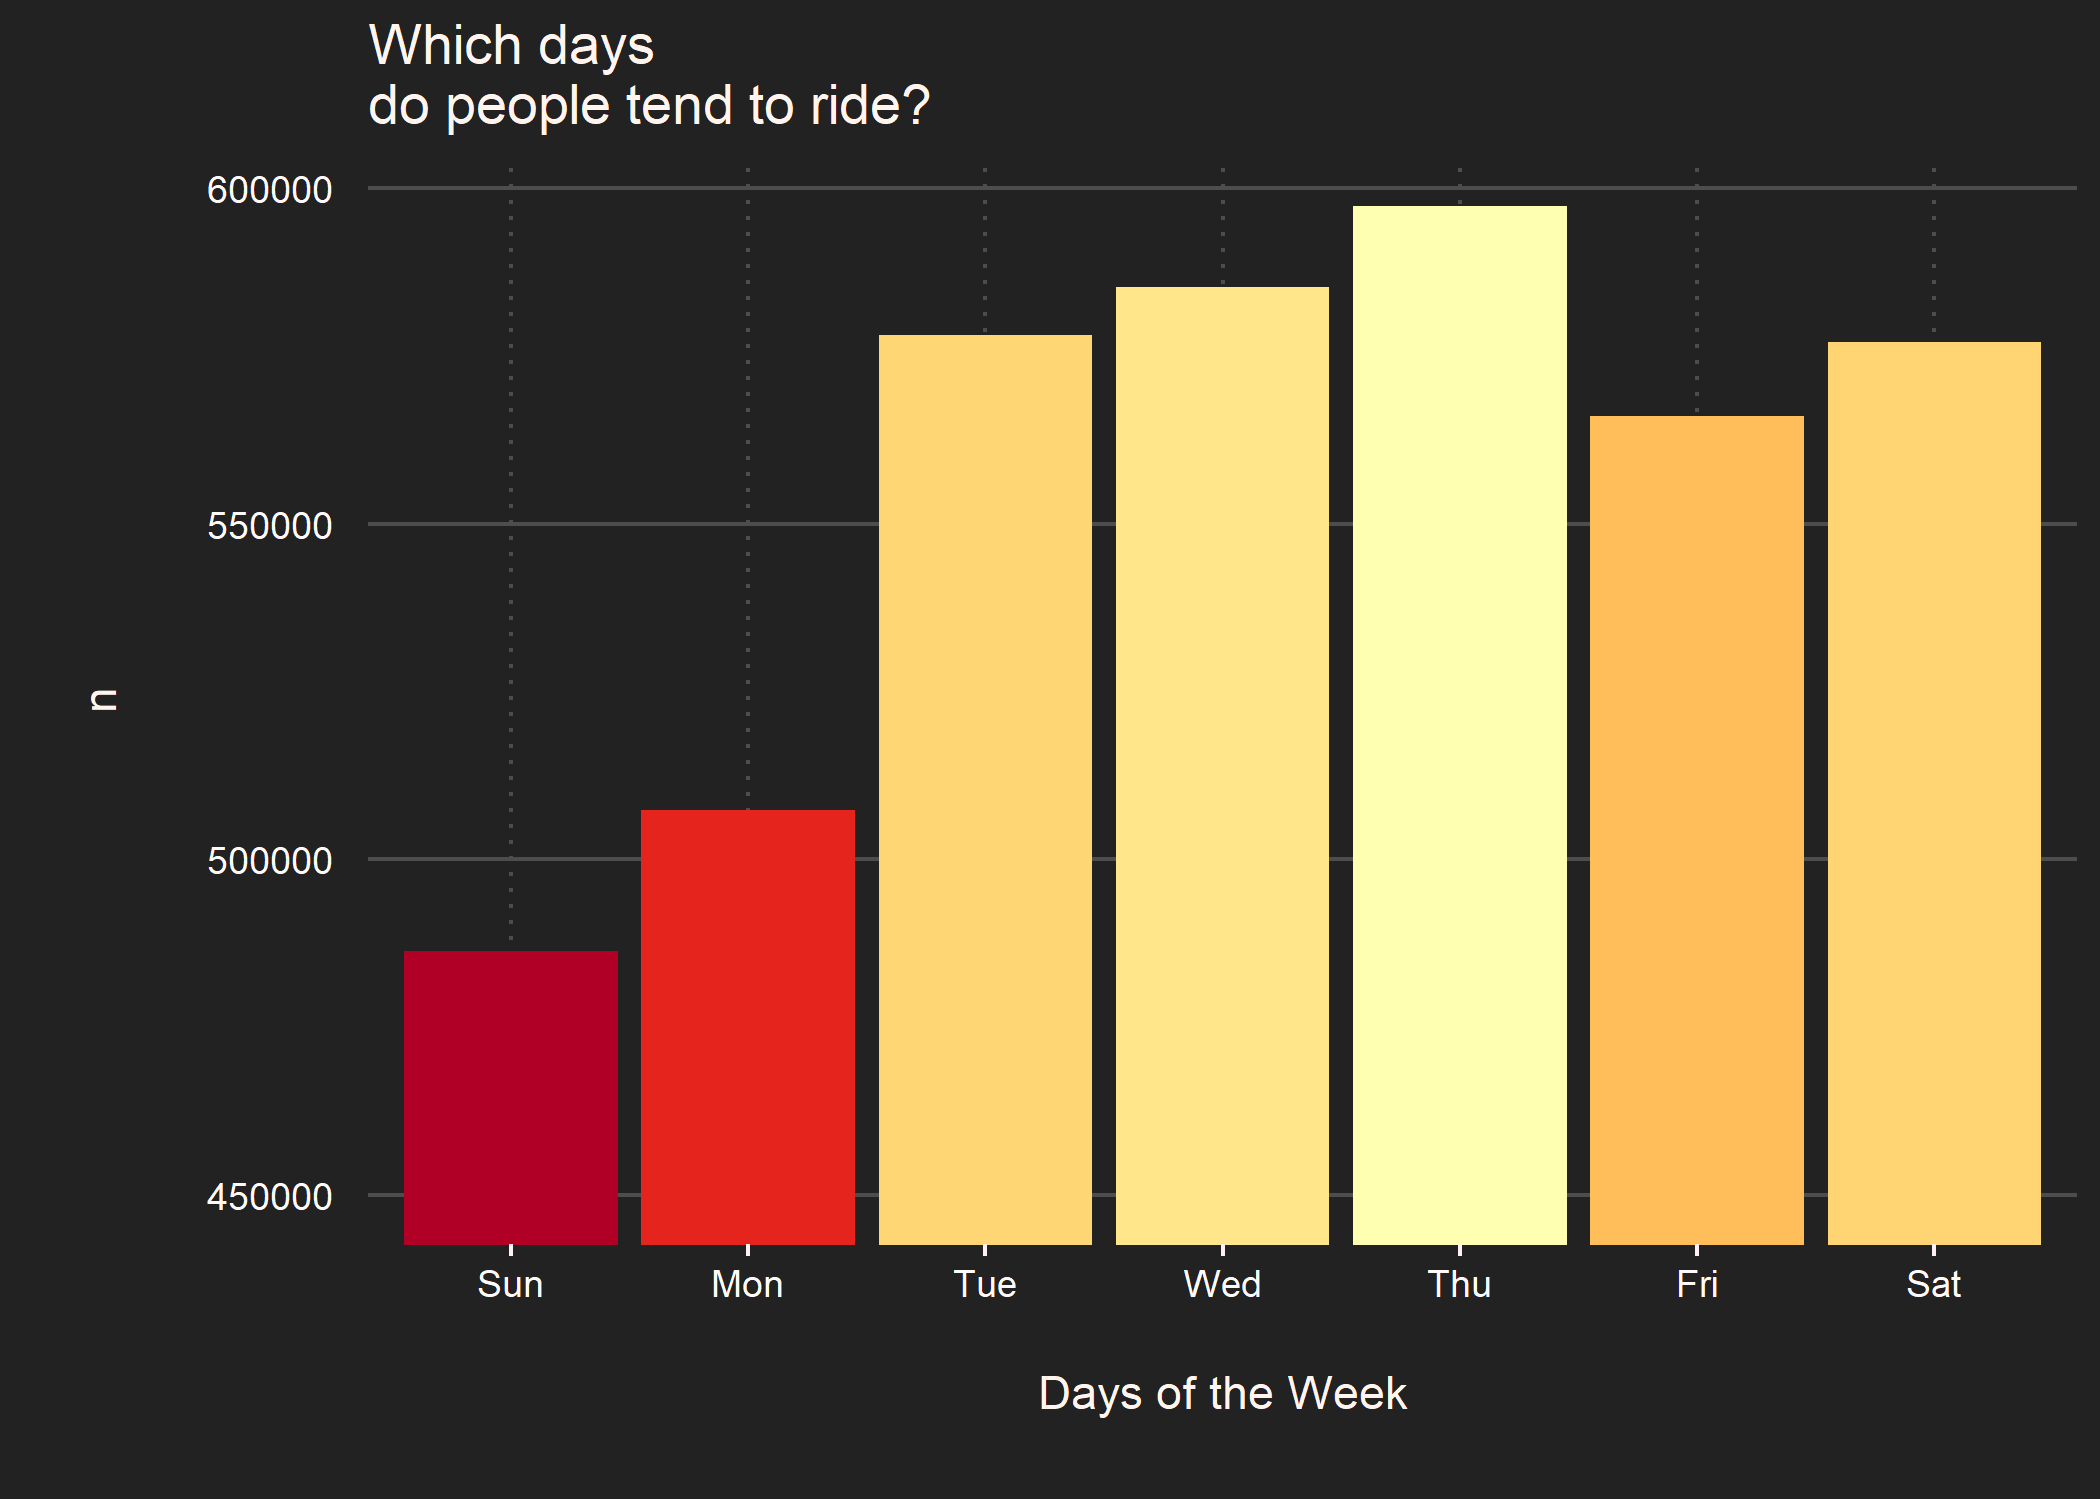 Which days
do people tend to ride?
600000
550000
500000
450000
n
Sun Mon Tue Wed Thu Fri Sat
Days of the Week